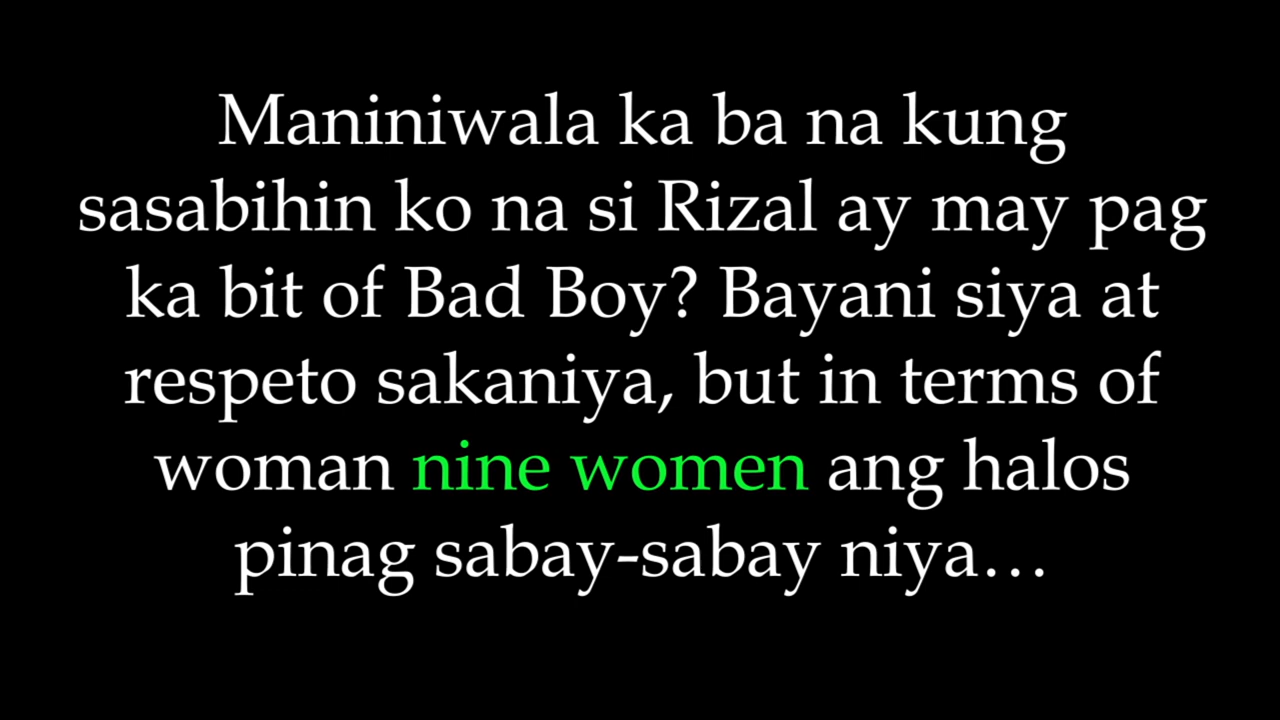 Maniniwala ka ba na kung
sasabihin ko na si Rizal ay may pag
ka bit of Bad Boy? Bayani siya at
respeto sakaniya, but in terms of
woman nine women ang halos
pinag sabay-sabay niya…